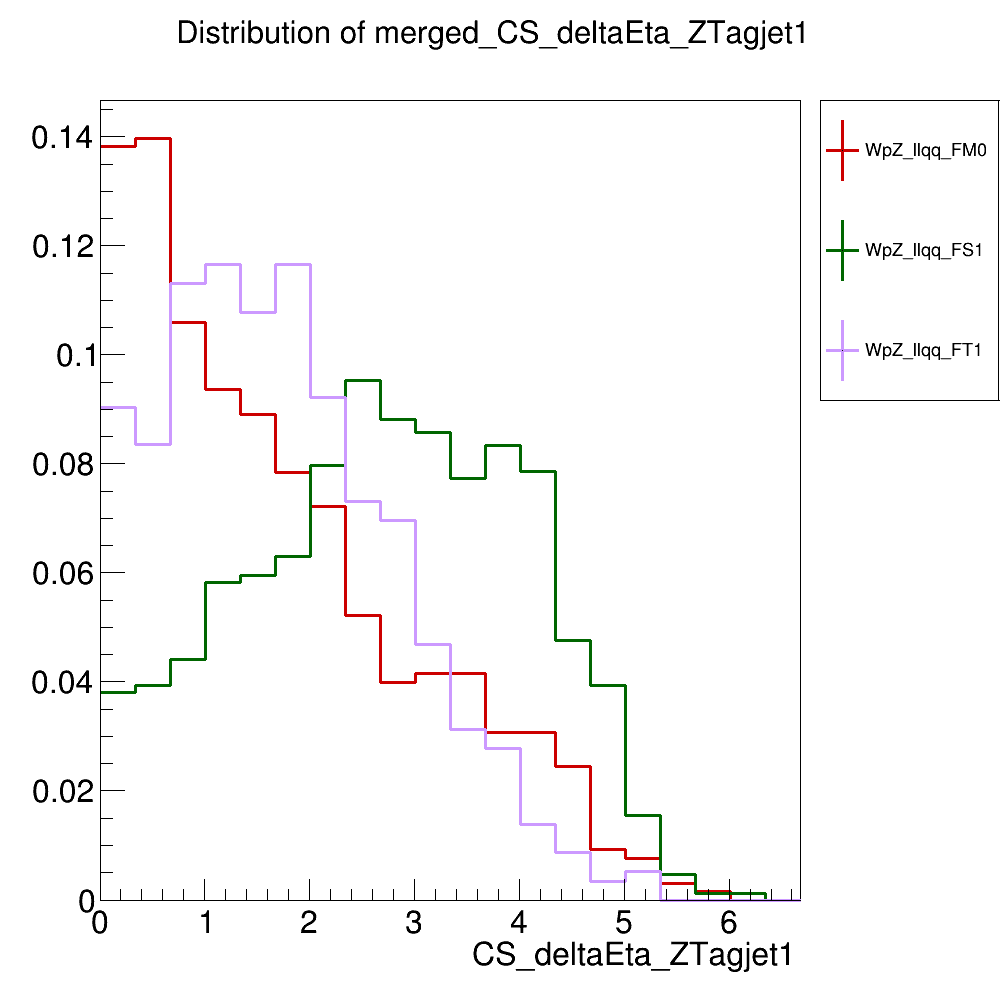 Distribution of merged_CS_deltaEta_ZTagjet1
0.14
0.12
0.1
0.08
0.06
0.04
0.02
0
0 1 2 3 4 5 6
CS_deltaEta_ZTagjet1
WpZ_llqq_FM0
WpZ_llqq_FS1
WpZ_llqq_FT1